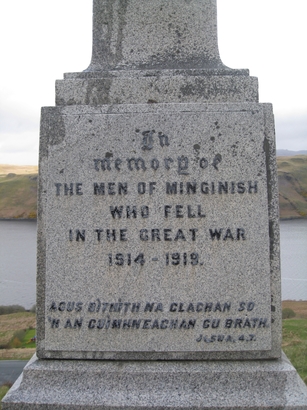 In
memory of
THE MEN OF MINGINISH
WHO FELL
IN THE GREAT WAR
1914 - 1919.
AGUS BITHITH NA CLACHAN SO
'N AN CUIMHNEACHAN GU BRATH.
JOSUA, 4.7.